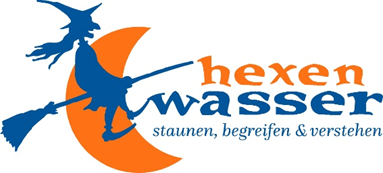 hexen
wasser
staunen, begreifen & verstehen